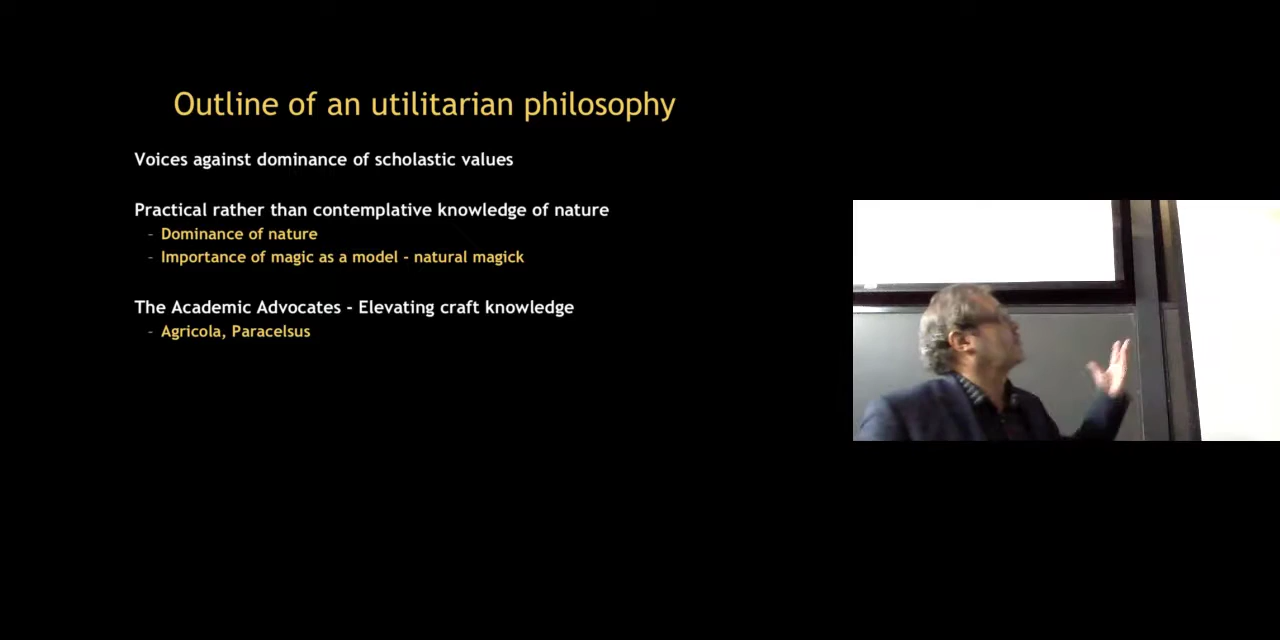 Outline of an utilitarian philosophy
Voices against dominance of scholastic values
Practical rather than contemplative knowledge of nature
- Dominance of nature
- Importance of magic as a model - natural magick
The Academic Advocates - Elevating craft knowledge
- Agricola, Paracelsus